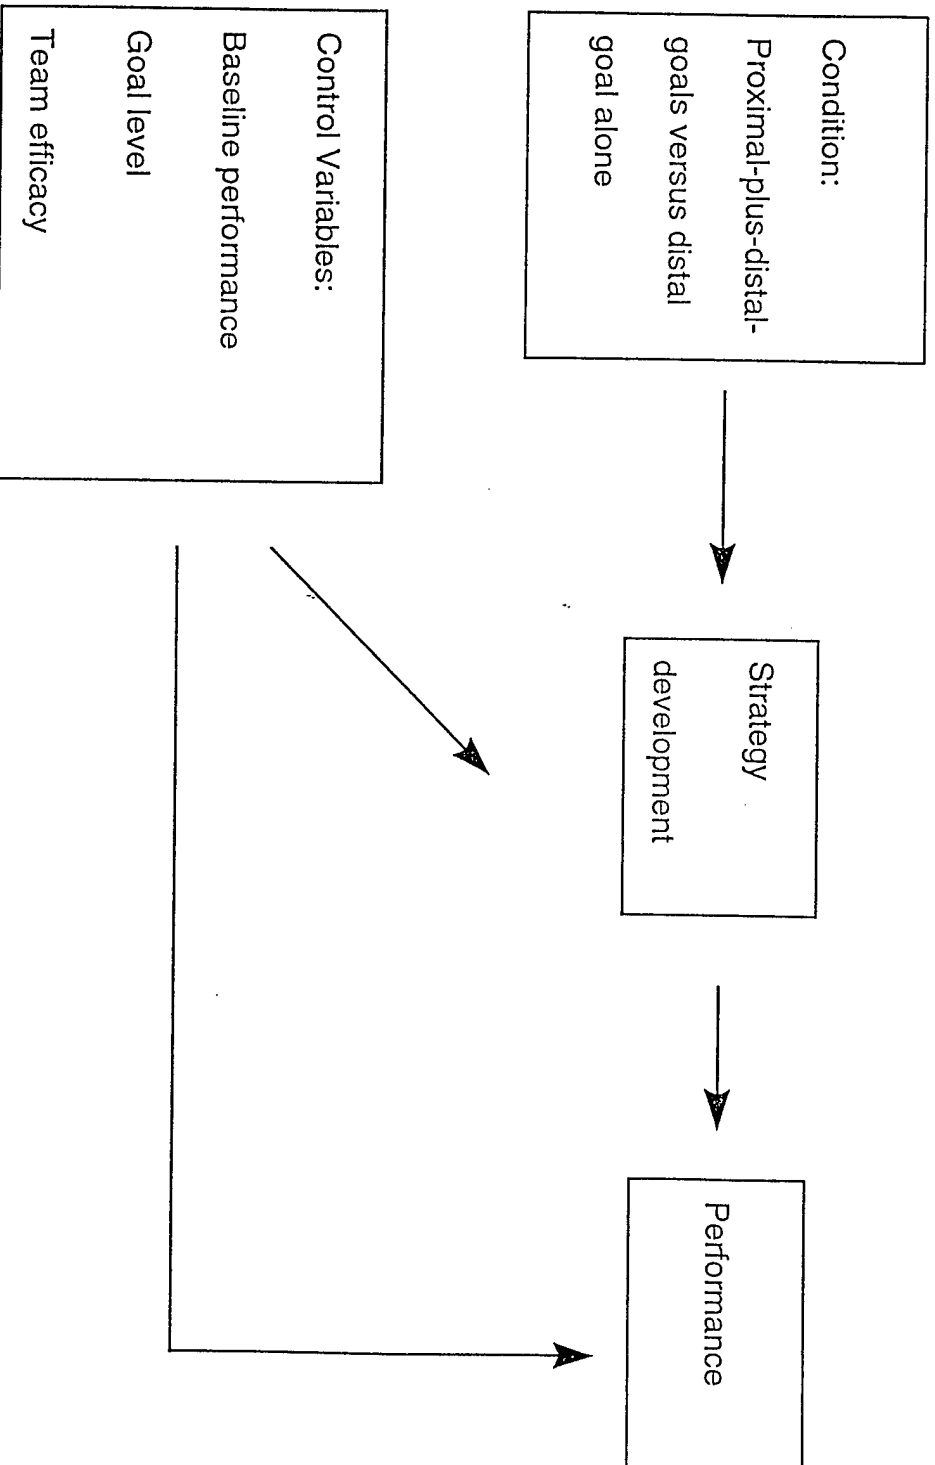 Condition:
Proximal-plus-distal-
goals versus distal
goal alone
Strategy
development
Performance
Control Variables:
Baseline performance
Goal level
Team efficacy